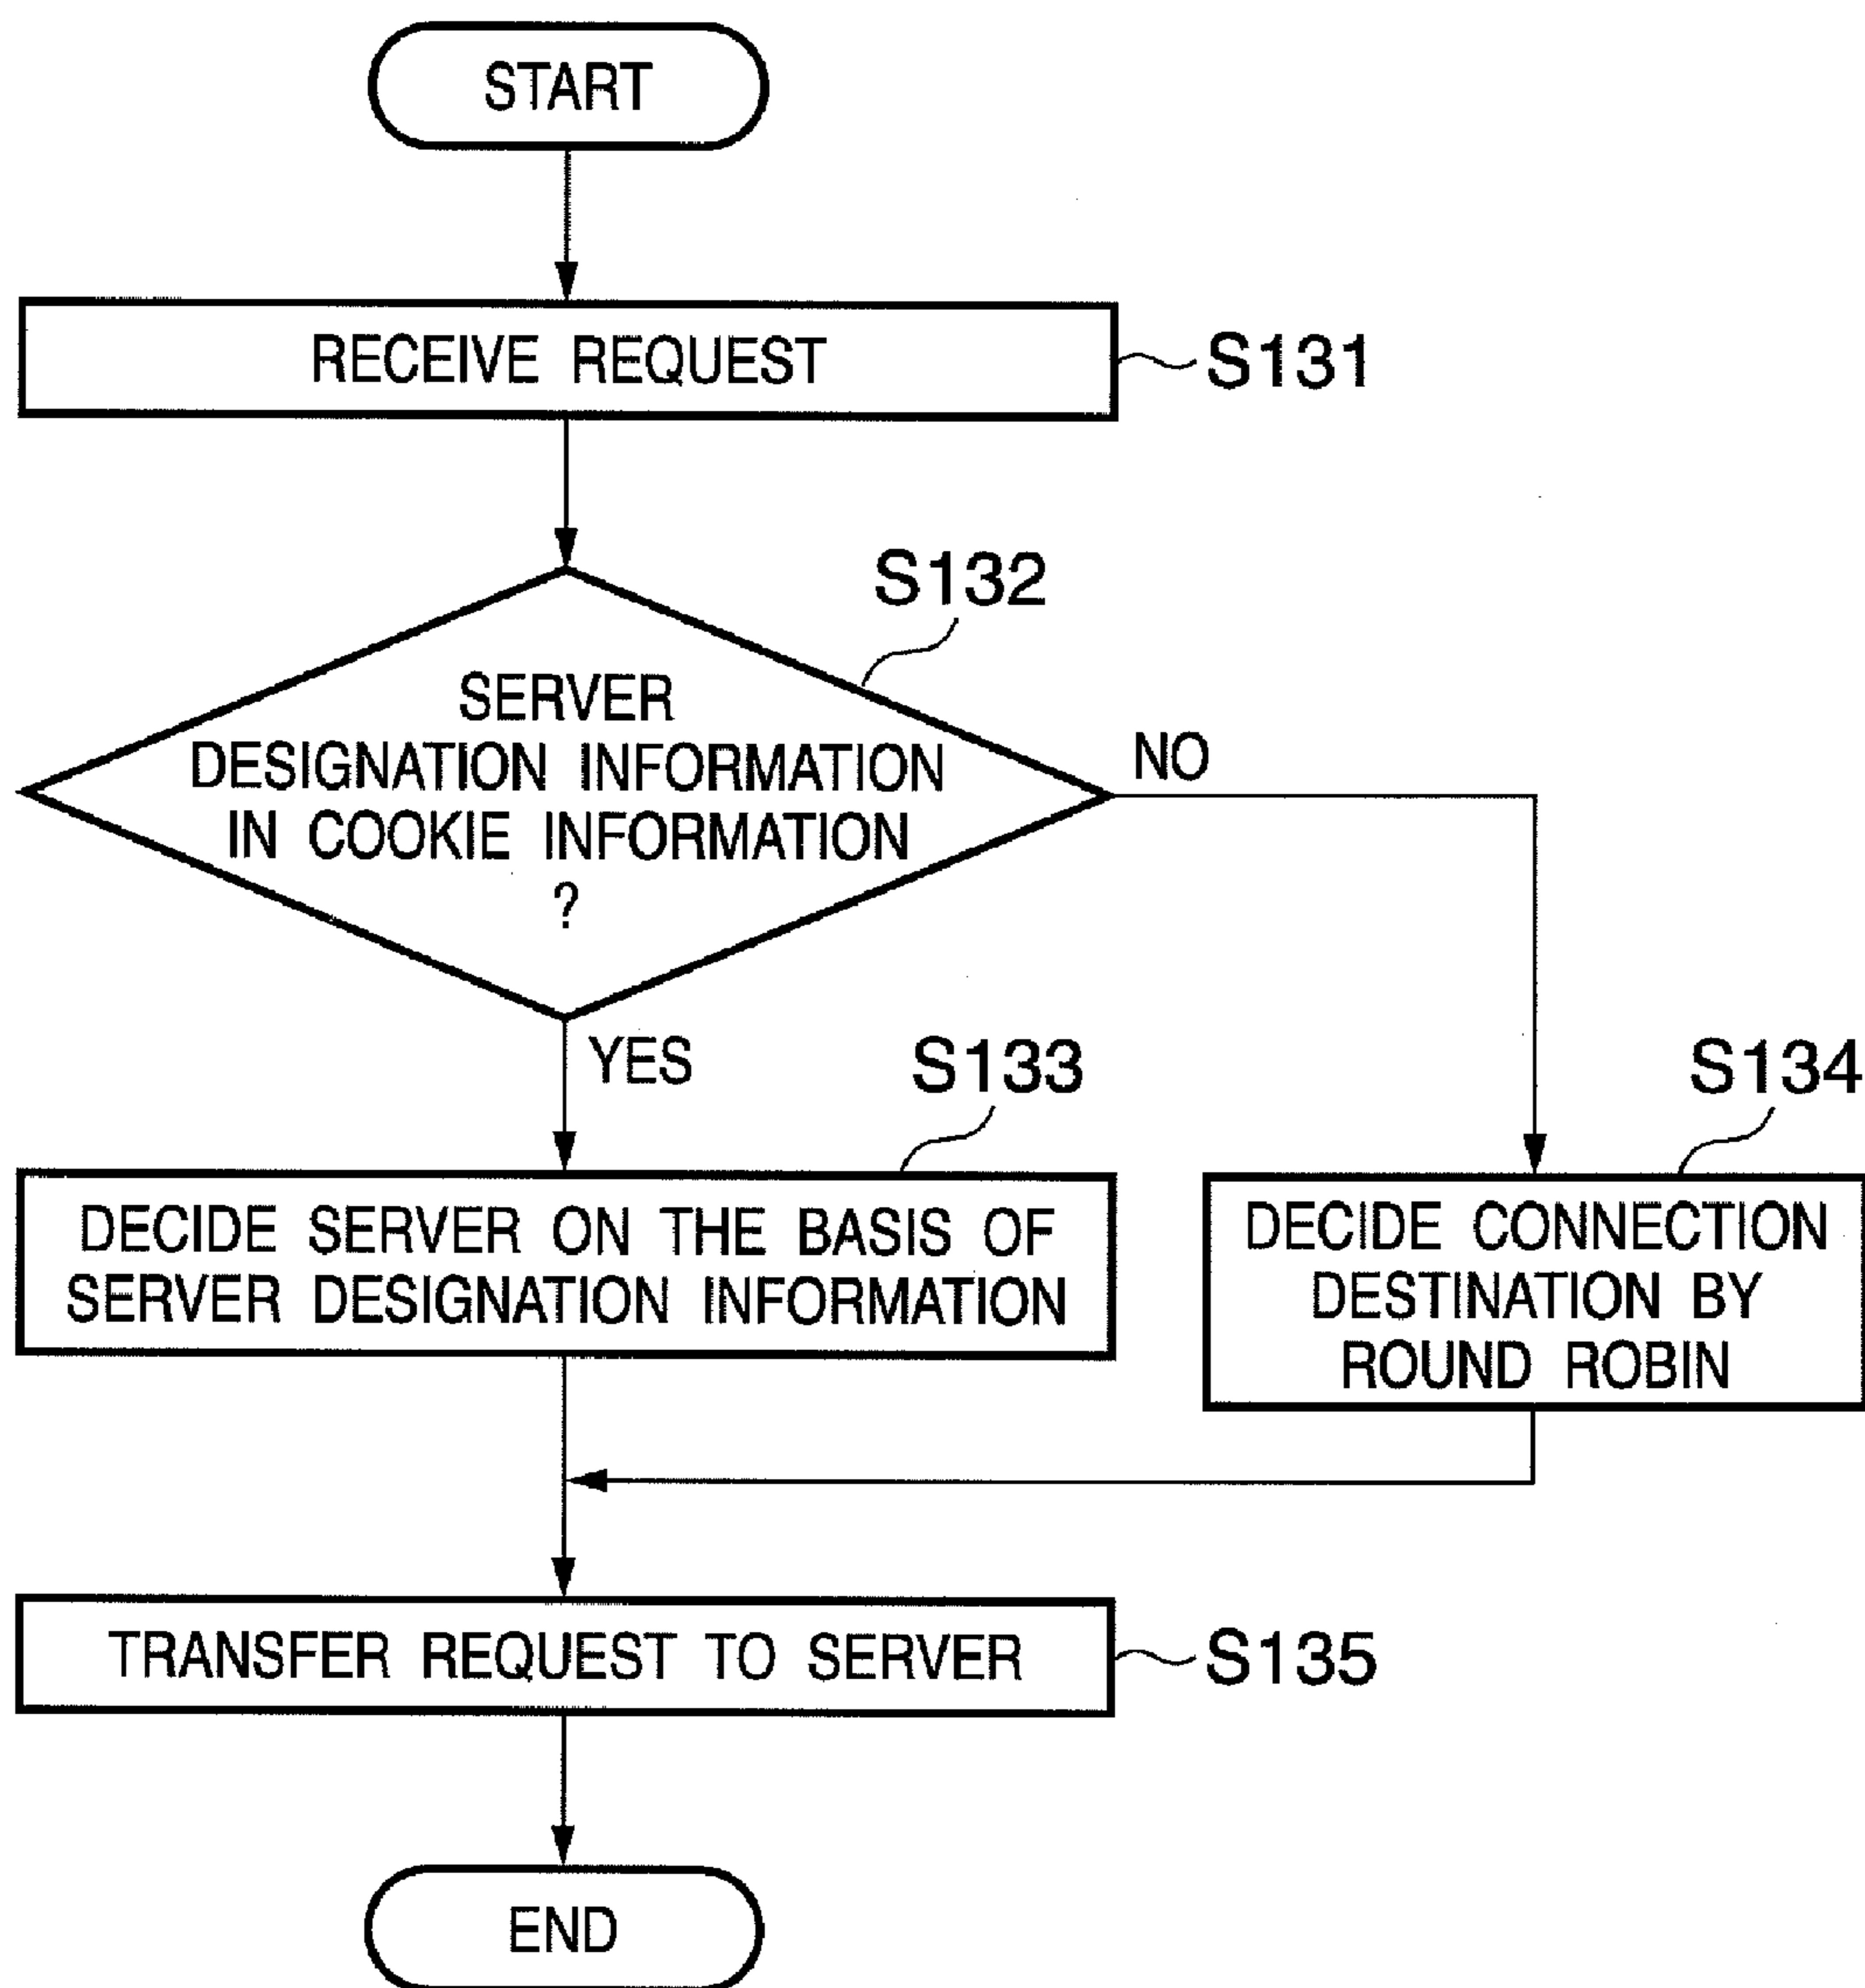 START
RECEIVE REQUEST
S131
S132
SERVER
DESIGNATION INFORMATION
IN COOKIE INFORMATION
?
NO
YES
S133
DECIDE SERVER ON THE BASIS OF
SERVER DESIGNATION INFORMATION
S134
DECIDE CONNECTION
DESTINATION BY
ROUND ROBIN
TRANSFER REQUEST TO SERVER
S135
END